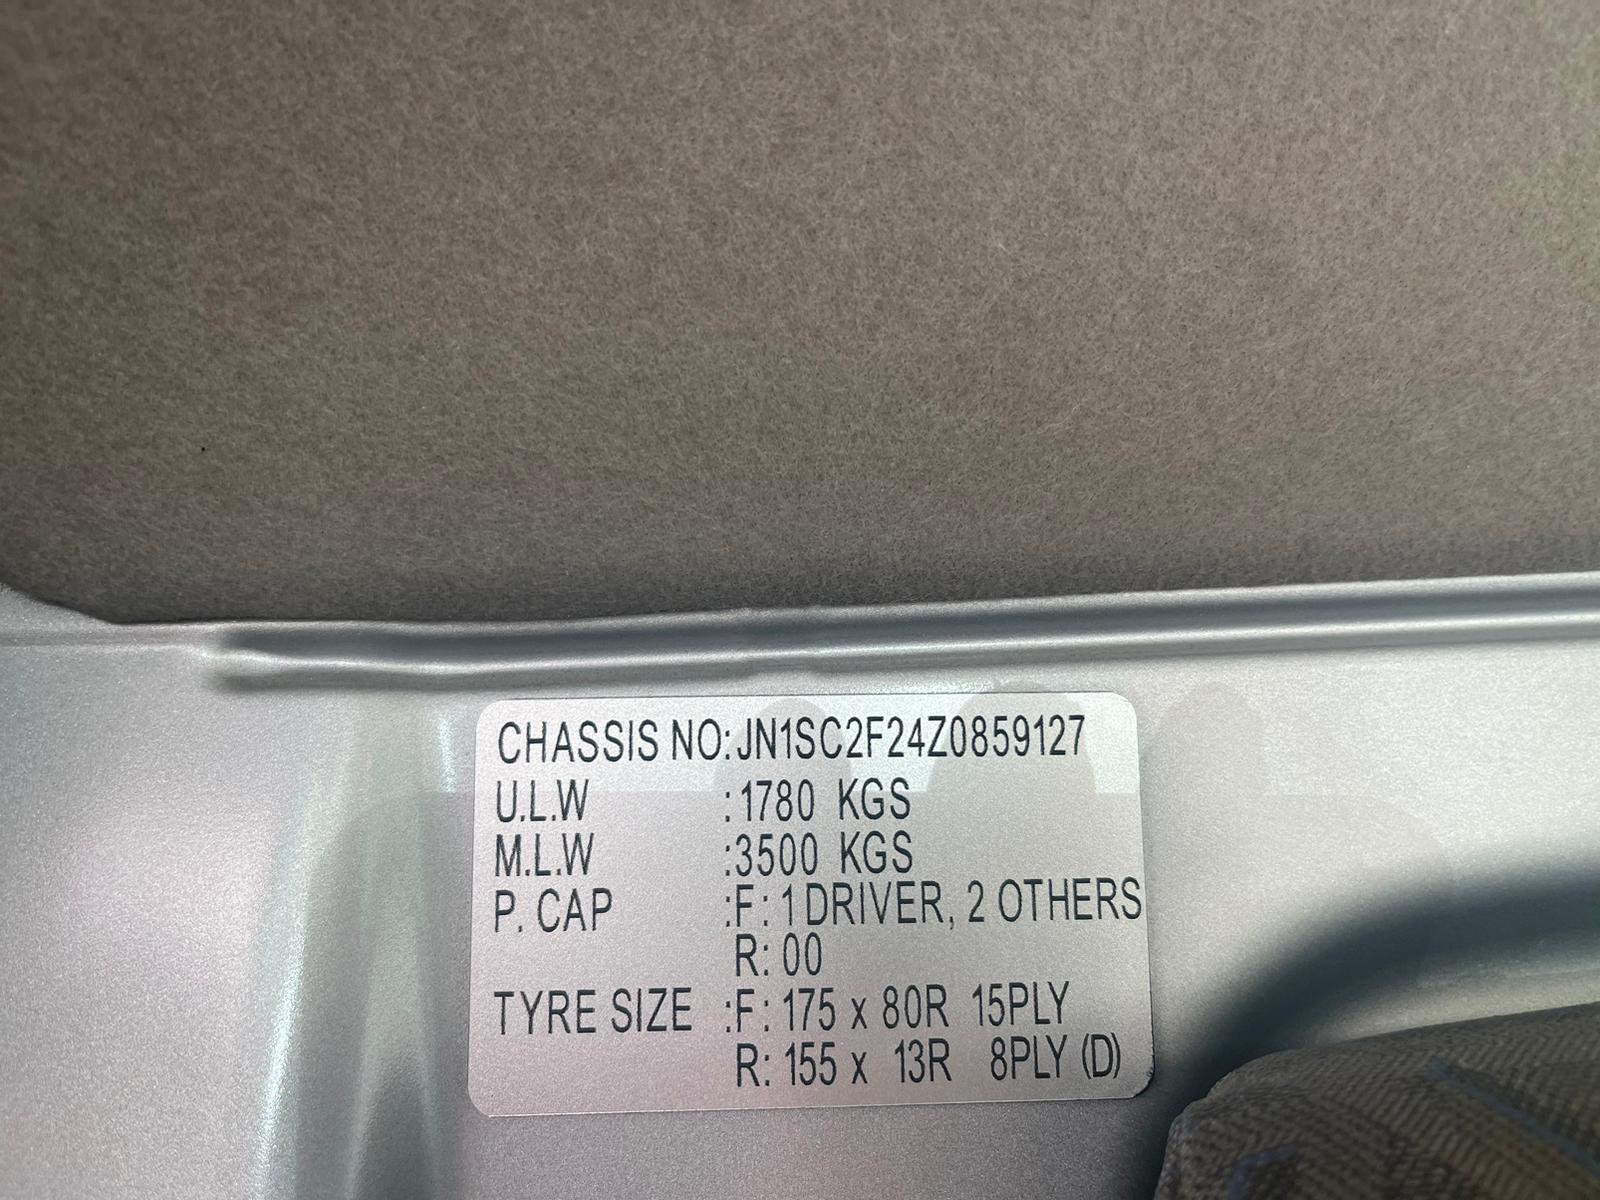 CHASSIS NO:JN1SC2F24Z0859127
U.L.W :1780 KGS
M.L.W :3500 KGS
P. CAP :F: 1 DRIVER, 2 OTHERS
R: 00
TYRE SIZE :F: 175 x 80R 15PLY
R: 155 x 13R 8PLY (D)